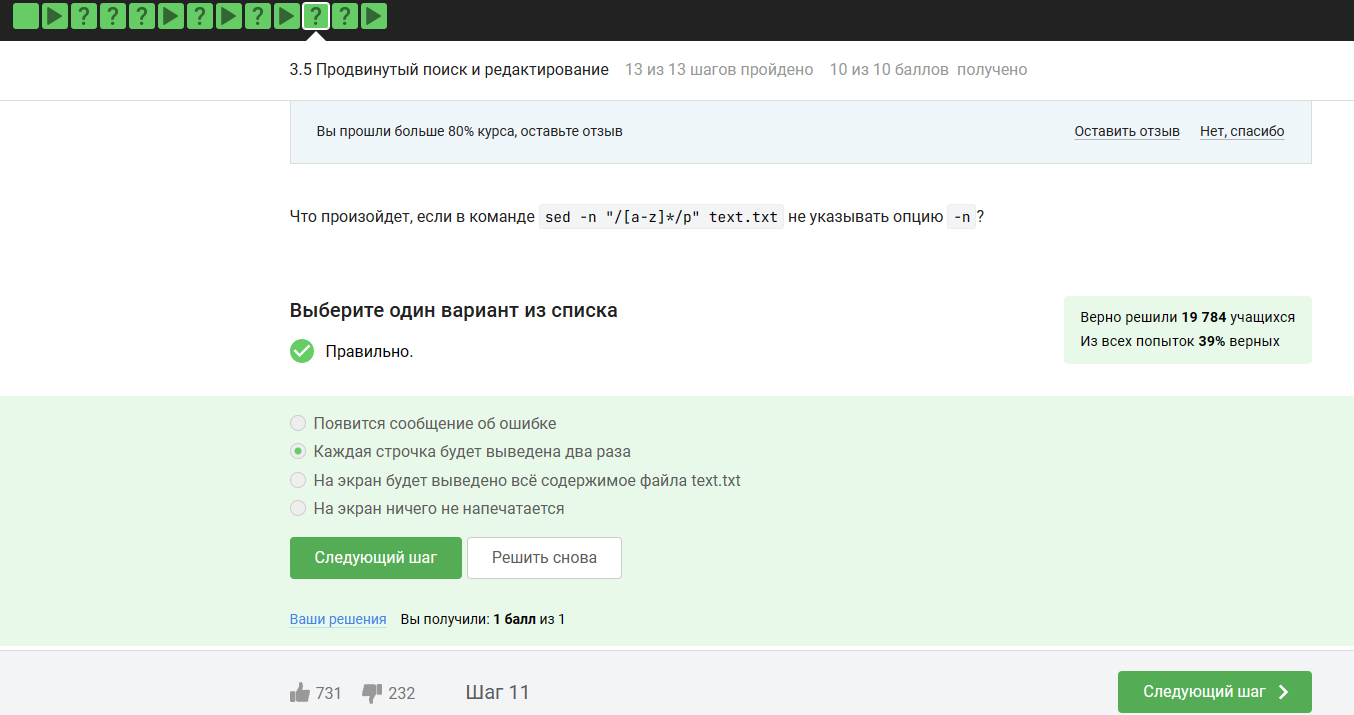 ? ? ? ? ? ? ?
3.5 Продвинутый поиск и редактирование 13 из 13 шагов пройдено 10 из 10 баллов получено
Вы прошли больше 80% курса, оставьте отзыв Оставить отзыв Нет, спасибо
Что произойдет, если в команде sed -n "/[a-z]*/p" text.txt не указывать опцию -n ?
Выберите один вариант из списка
Верно решили 19 784 учащихся
Из всех попыток 39% верных
Правильно.
Появится сообщение об ошибке
Каждая строчка будет выведена два раза
На экран будет выведено всё содержимое файла text.txt
На экран ничего не напечатается
Следующий шаг Решить снова
Ваши решения Вы получили: 1 балл из 1
731 232 Шаг 11 Следующий шаг